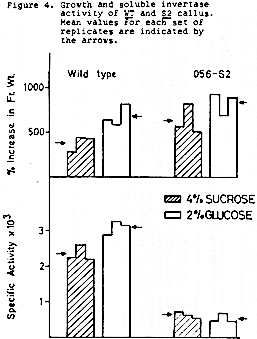 Figure 4. Growth and soluble invertase
activity of WT and S2 callus.
Mean values for each set of
replicates are indicated by
the arrows.
Wild type
056-S2
% Increase in Fr. Wt.
1000
500
4% SUCROSE
2% GLUCOSE
Specific Activity x10³
3
2
1